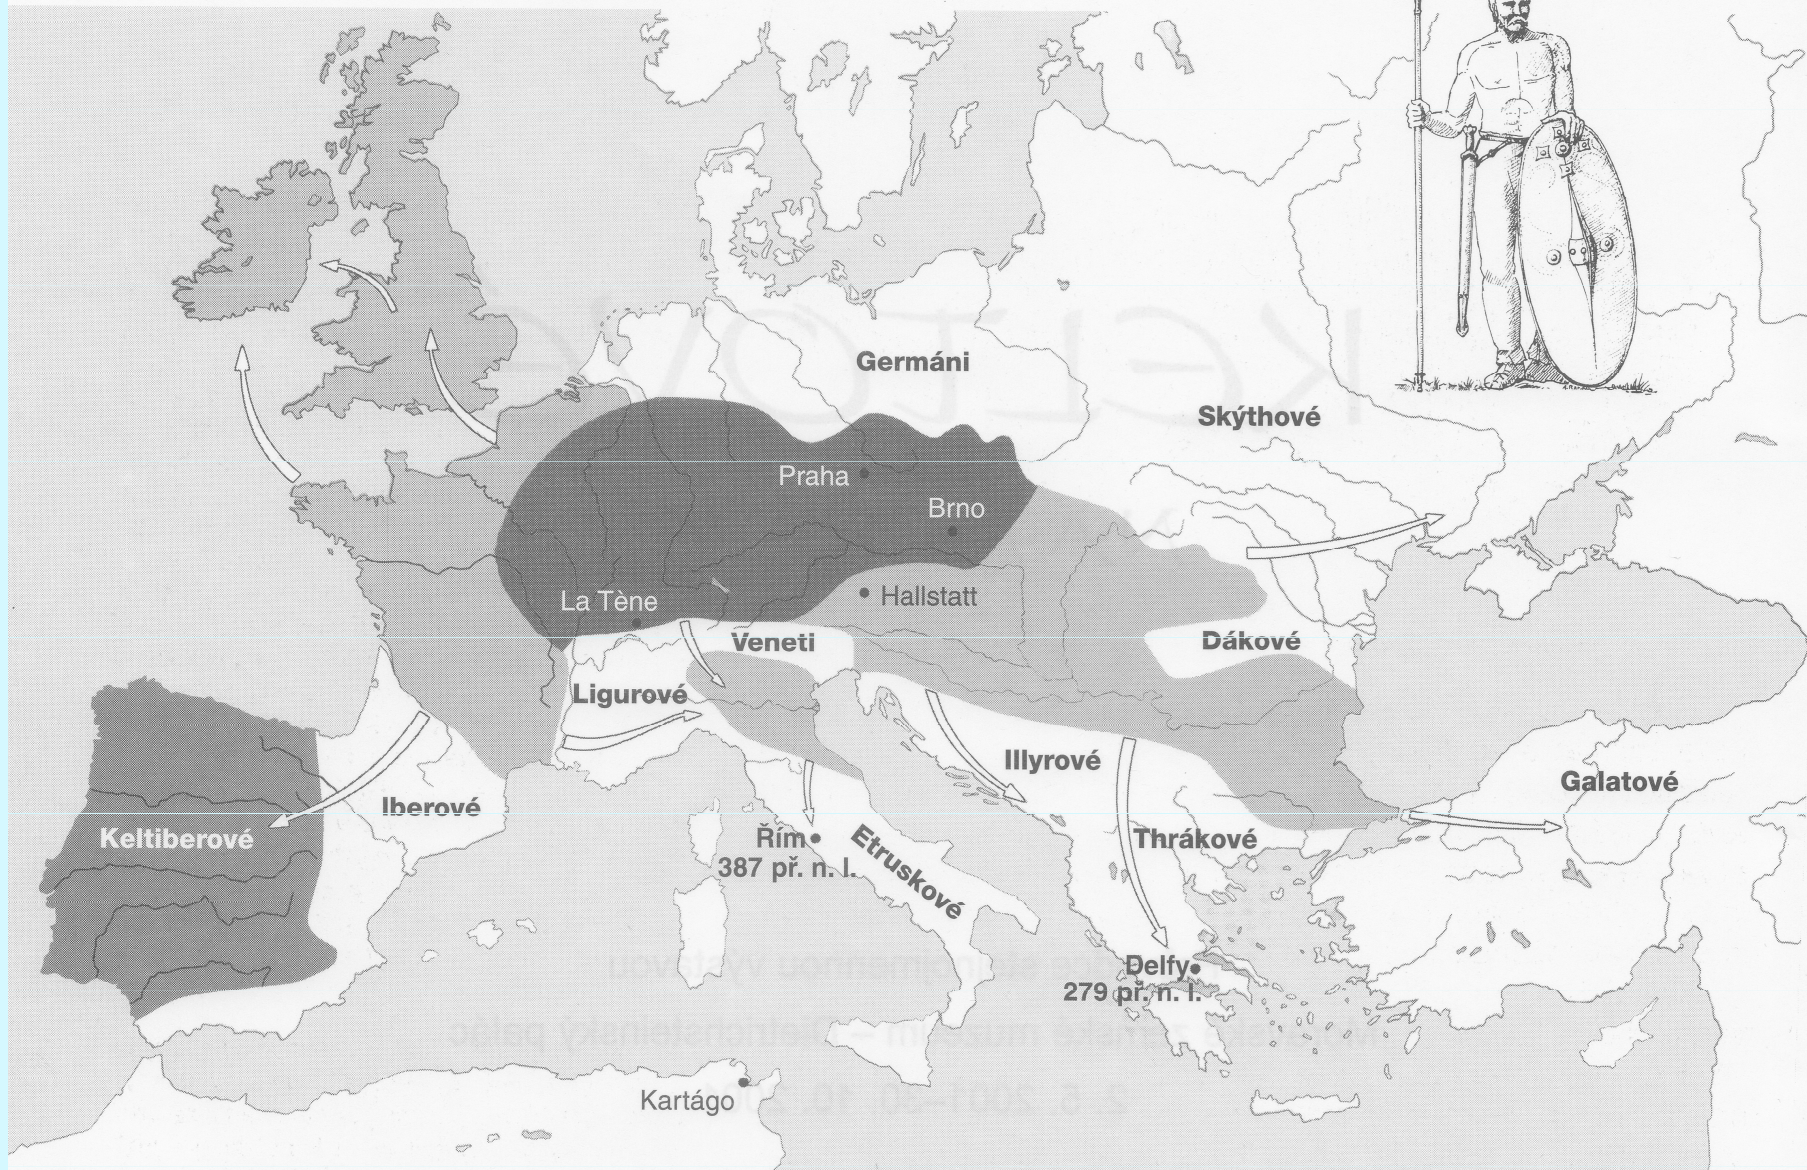 Germáni
Skýthové
Praha
Brno
La Tène
Hallstatt
Veneti
Dákové
Ligurové
Illyrové
Galatové
Iberové
Keltiberové
Řím
387 př. n. l.
Etruskové
Thrákové
Delfy
279 př. n. l.
Kartágo
KELTOVÉ